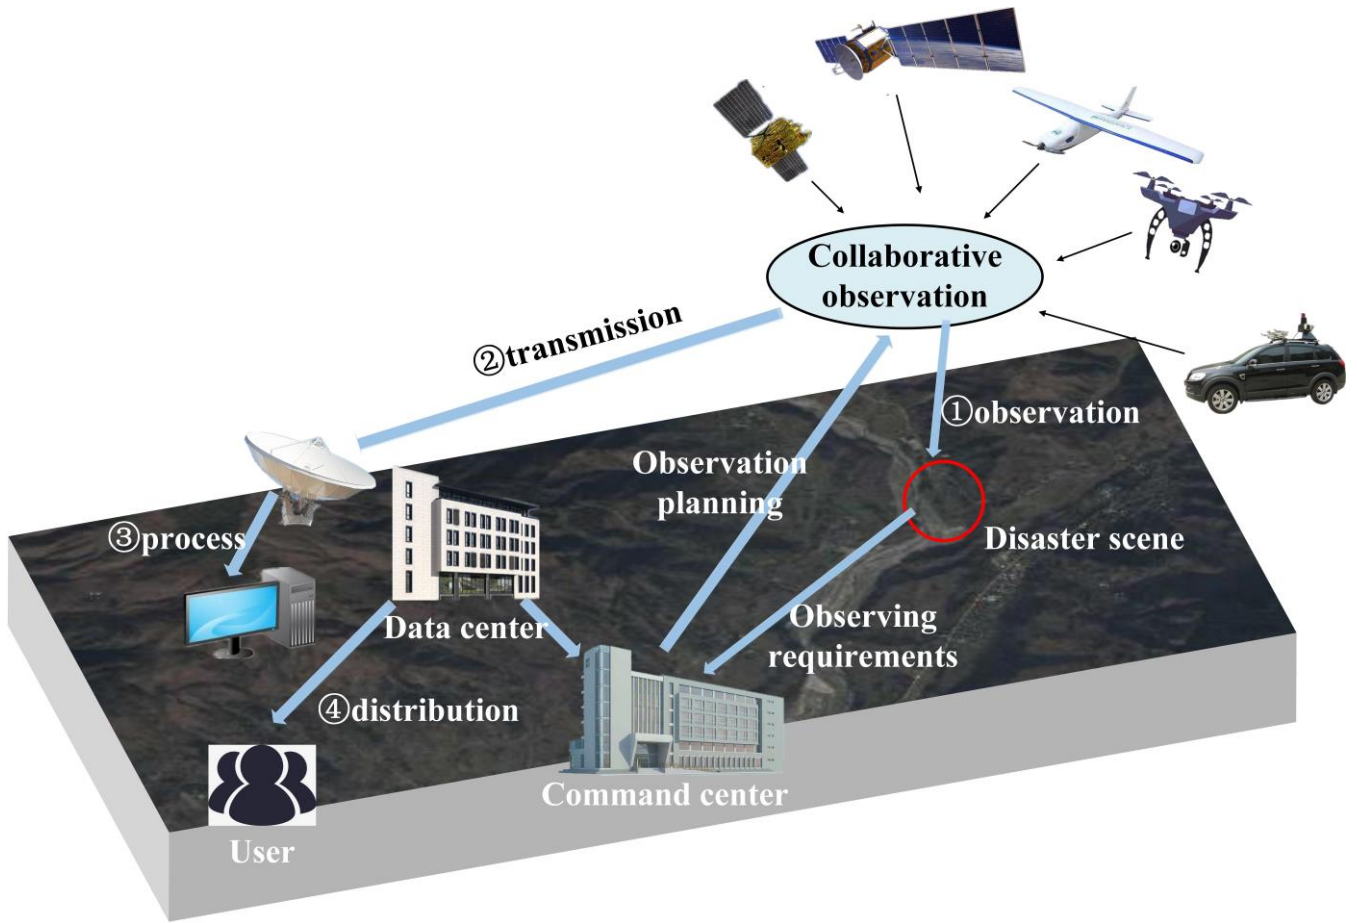 Collaborative
observation
②transmission
①observation
Observation
planning
Disaster scene
③process
Data center
Observing
requirements
④distribution
Command center
User